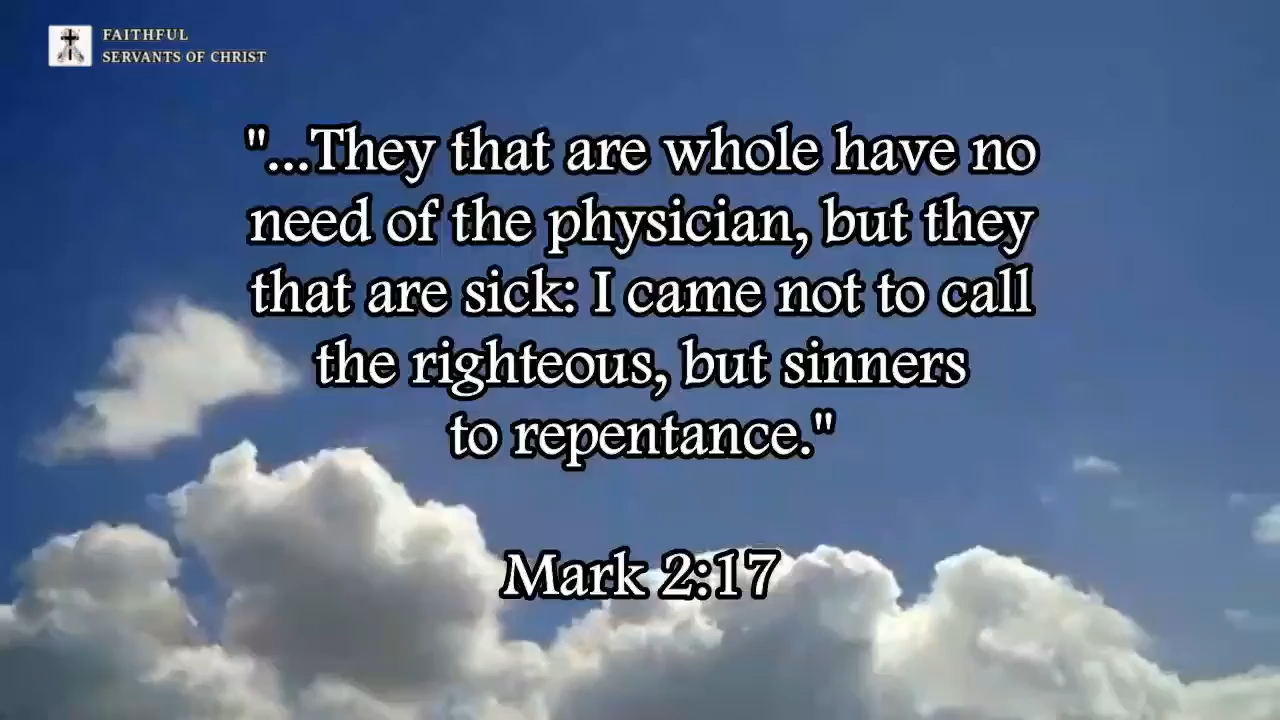 FAITHFUL
SERVANTS OF CHRIST
"...They that are whole have no
need of the physician, but they
that are sick: I came not to call
the righteous, but sinners
to repentance."
Mark 2:17